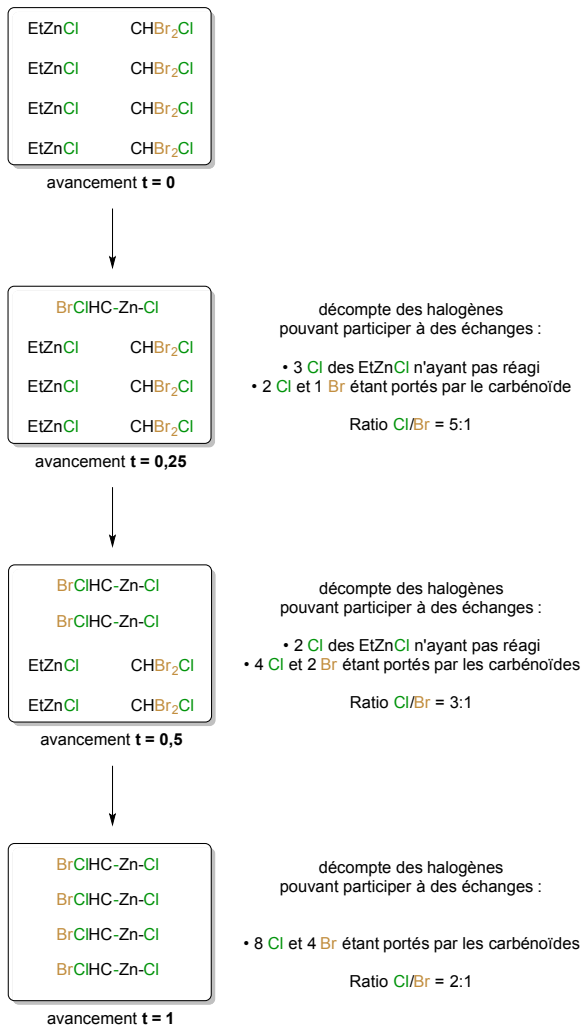 EtZnCl CHBr2Cl
EtZnCl CHBr2Cl
EtZnCl CHBr2Cl
EtZnCl CHBr2Cl
avancement t = 0
BrClHC-Zn-Cl
EtZnCl CHBr2Cl
EtZnCl CHBr2Cl
EtZnCl CHBr2Cl
avancement t = 0,25
décompte des halogènes
pouvant participer à des échanges :
• 3 Cl des EtZnCl n'ayant pas réagi
• 2 Cl et 1 Br étant portés par le carbénoïde
Ratio Cl/Br = 5:1
BrClHC-Zn-Cl
BrClHC-Zn-Cl
EtZnCl CHBr2Cl
EtZnCl CHBr2Cl
avancement t = 0,5
décompte des halogènes
pouvant participer à des échanges :
• 2 Cl des EtZnCl n'ayant pas réagi
• 4 Cl et 2 Br étant portés par les carbénoïdes
Ratio Cl/Br = 3:1
BrClHC-Zn-Cl
BrClHC-Zn-Cl
BrClHC-Zn-Cl
BrClHC-Zn-Cl
avancement t = 1
décompte des halogènes
pouvant participer à des échanges :
• 8 Cl et 4 Br étant portés par les carbénoïdes
Ratio Cl/Br = 2:1